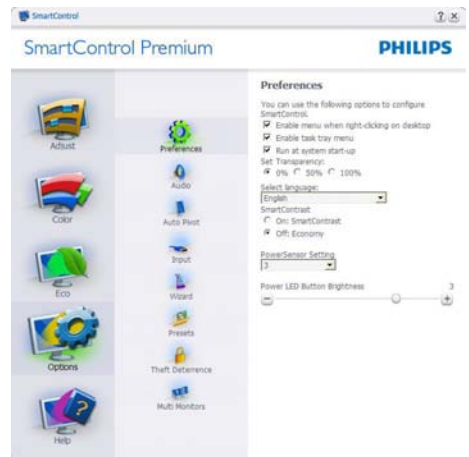 SmartControl
SmartControl Premium
PHILIPS
Adjust
Color
Eco
Options
Help
Preferences
Audio
Auto Pivot
Input
Wizard
Presets
Theft Deterrence
Multi Monitors
Preferences
You can use the following options to configure
SmartControl.
Enable menu when right-clicking on desktop
Enable task tray menu
Run at system start-up
Set Transparency:
0% 50% 100%
Select language:
English
SmartContrast
On: SmartContrast
Off: Economy
PowerSensor Setting
3
Power LED Button Brightness 3